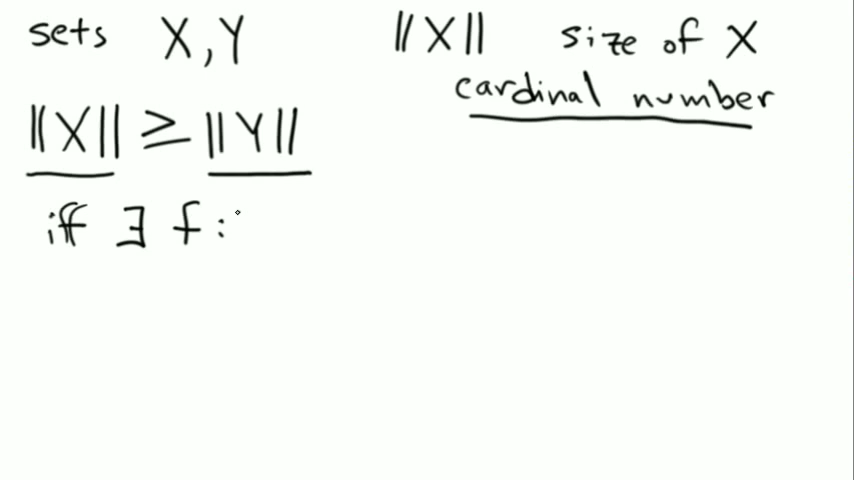 sets X, Y
||X|| size of X
cardinal number
||X|| ≥ ||Y||
iff ∃ f :